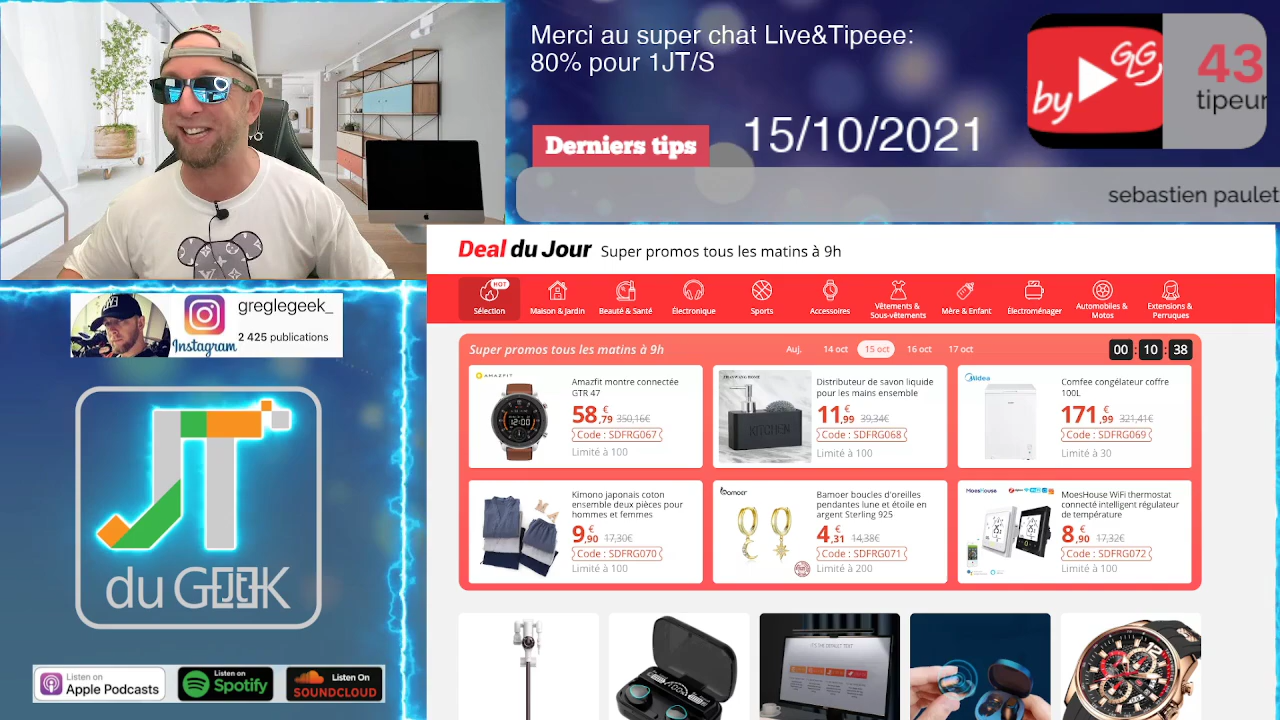 Merci au super chat Live&Tipeee:
80% pour 1JT/S
by GLG
43
tipeur
Derniers tips
15/10/2021
sebastien paulet
Deal du Jour Super promos tous les matins à 9h
HOT
Sélection
Maison & Jardin
Beauté & Santé
Électronique
Sports
Accessoires
Vêtements &
Sous-vêtements
Mère & Enfant
Électroménager
Automobiles &
Motos
Extensions &
Perruques
greglegeek_
2 425 publications
Instagram
Super promos tous les matins à 9h
Auj. 14 oct 15 oct 16 oct 17 oct
00 : 10 : 38
AMAZFIT
Amazfit montre connectée
GTR 47
58,79€ 350,16€
Code : SDFRG067
Limité à 100
Distributeur de savon liquide
pour les mains ensemble
11,99€ 39,34€
Code : SDFRG068
Limité à 100
KITCHEN
Midea
Comfee congélateur coffre
100L
171,99€ 321,41€
Code : SDFRG069
Limité à 30
Kimono japonais coton
ensemble deux pièces pour
hommes et femmes
9,90€ 17,30€
Code : SDFRG070
Limité à 100
Bamoer
Bamoer boucles d'oreilles
pendantes lune et étoile en
argent Sterling 925
4,31€ 14,38€
Code : SDFRG071
Limité à 200
MoesHouse
MoesHouse WiFi thermostat
connecté intelligent régulateur
de température
8,90€ 17,32€
Code : SDFRG072
Limité à 100
JT
du GEEK
Listen on
Apple Podcasts
Listen on
Spotify
Listen On
SOUNDCLOUD
IT'S THE DEFAULT TEXT